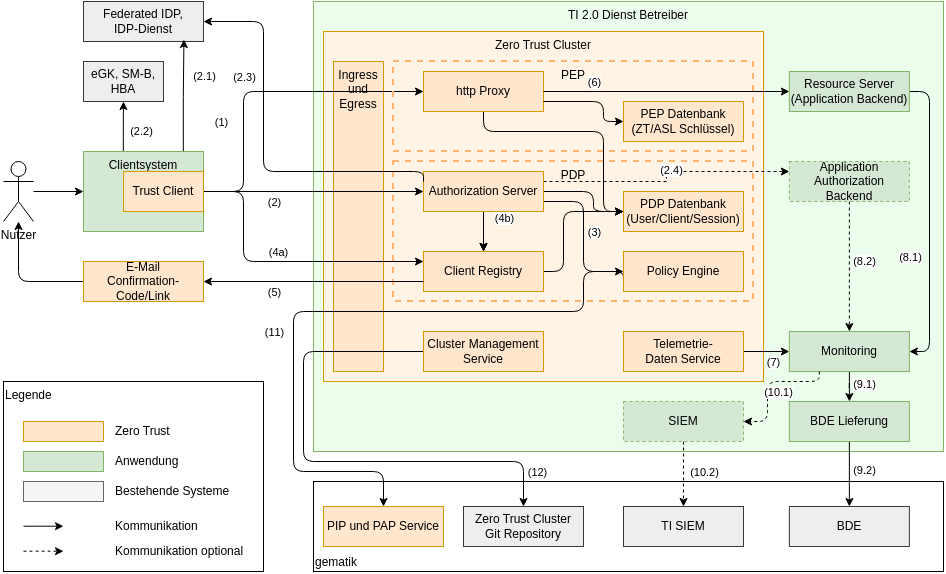 Federated IDP,
IDP-Dienst
TI 2.0 Dienst Betreiber
Zero Trust Cluster
eGK, SM-B,
HBA
(2.1)
(2.3)
Ingress
und
Egress
PEP
(6)
http Proxy
Resource Server
(Application Backend)
PEP Datenbank
(ZT/ASL Schlüssel)
(1)
(2.2)
Clientsystem
Trust Client
Nutzer
(2)
PDP
(2.4)
Authorization Server
Application
Authorization
Backend
PDP Datenbank
(User/Client/Session)
(4b)
(3)
(4a)
(8.2)
(8.1)
E-Mail
Confirmation-
Code/Link
(5)
Client Registry
Policy Engine
(11)
Cluster Management
Service
Telemetrie-
Daten Service
(7)
Monitoring
(10.1)
(9.1)
SIEM
BDE Lieferung
(12)
(10.2)
(9.2)
PIP und PAP Service
Zero Trust Cluster
Git Repository
TI SIEM
BDE
gematik
Legende
Zero Trust
Anwendung
Bestehende Systeme
Kommunikation
Kommunikation optional